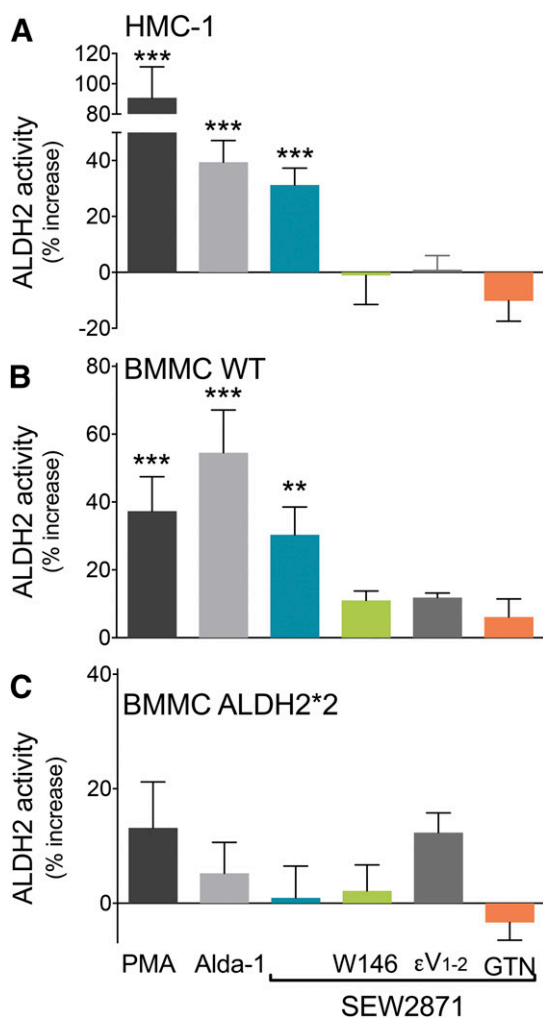 A HMC-1
ALDH2 activity
(% increase)
120
100
80
40
20
0
-20
***
***
***
B BMMC WT
ALDH2 activity
(% increase)
80
60
40
20
0
***
***
**
C
BMMC ALDH2*2
ALDH2 activity
(% increase)
40
20
0
PMA Alda-1 W146 εV1-2 GTN
SEW2871